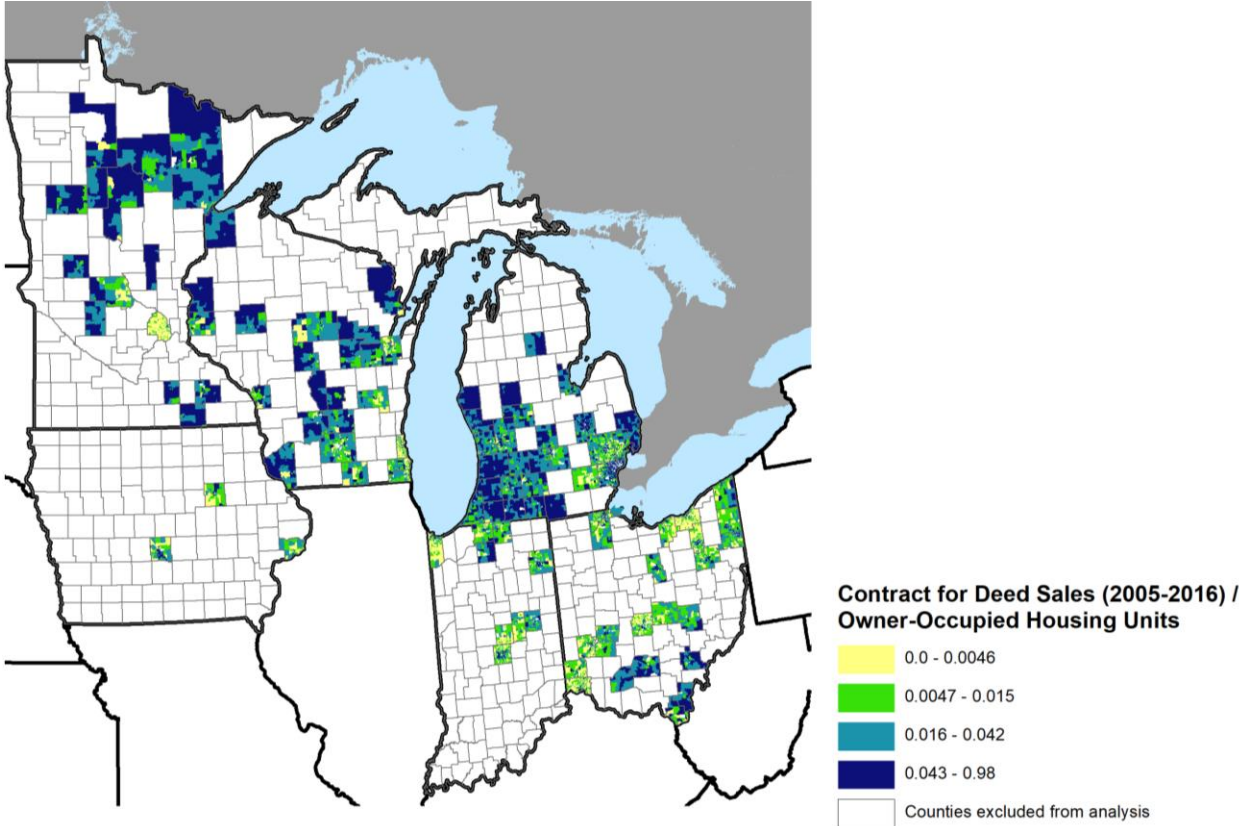 Contract for Deed Sales (2005-2016) /
Owner-Occupied Housing Units
0.0 - 0.0046
0.0047 - 0.015
0.016 - 0.042
0.043 - 0.98
Counties excluded from analysis